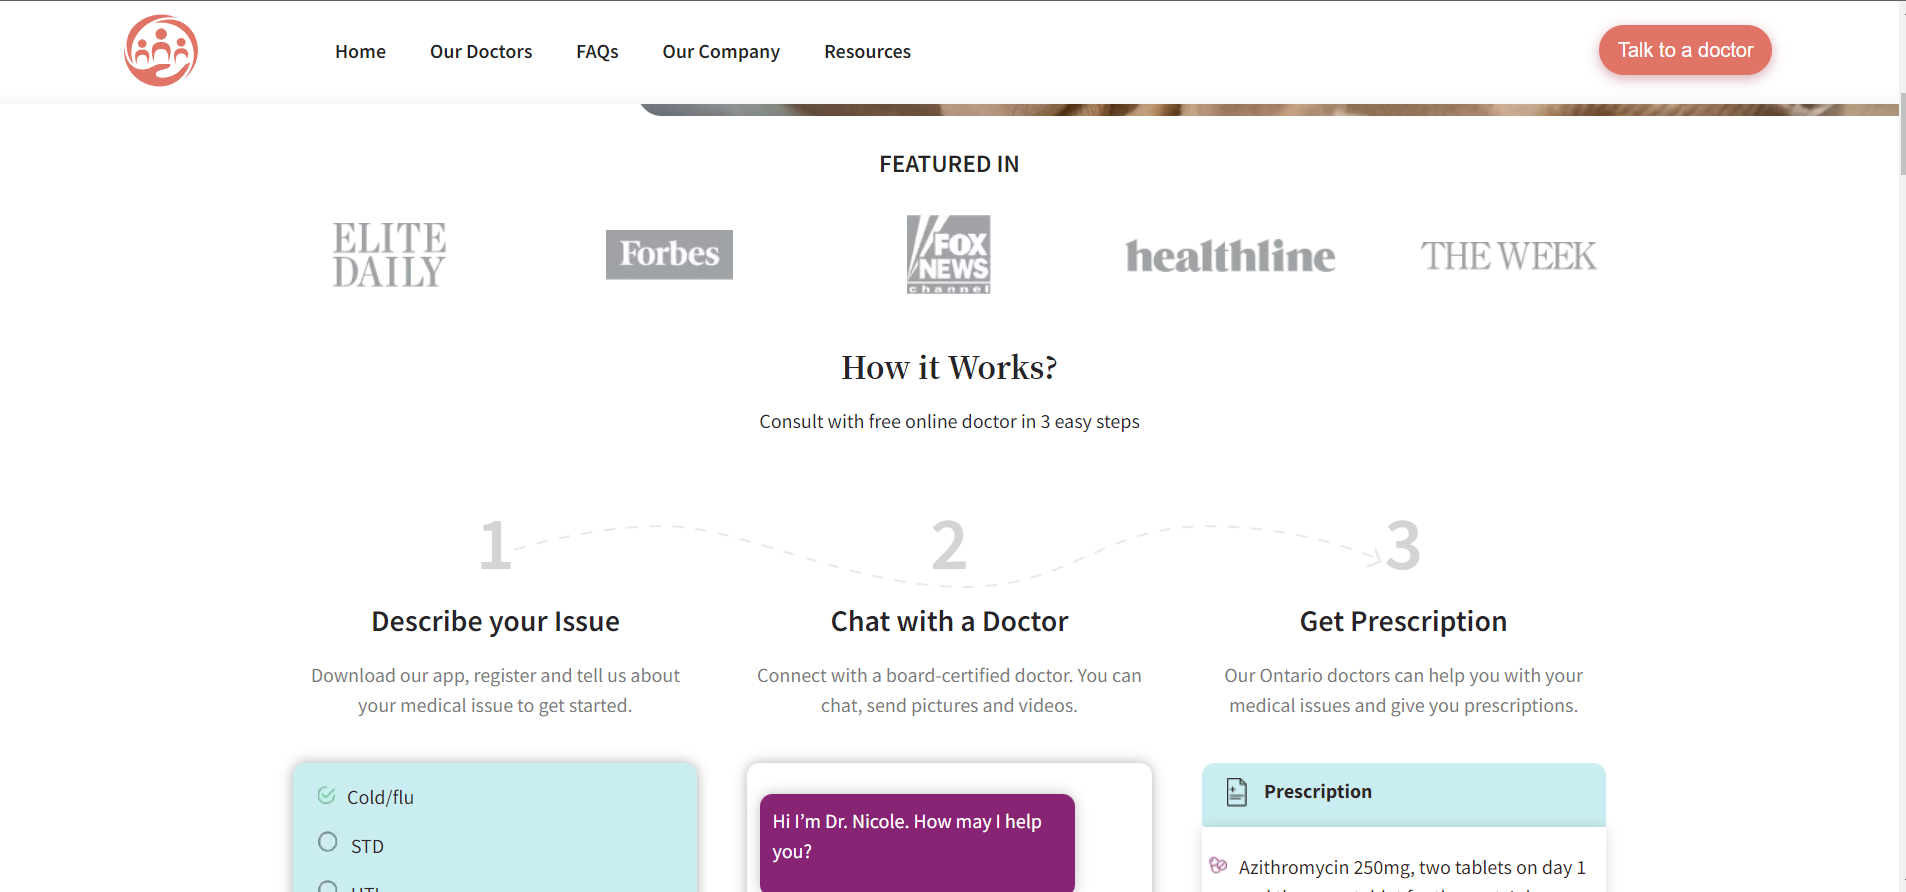 Home
Our Doctors
FAQs
Our Company
Resources
Talk to a doctor
FEATURED IN
ELITE
DAILY
Forbes
FOX
NEWS
channel
healthline
THE WEEK
How it Works?
Consult with free online doctor in 3 easy steps
1
2
3
Describe your Issue
Download our app, register and tell us about
your medical issue to get started.
Chat with a Doctor
Connect with a board-certified doctor. You can
chat, send pictures and videos.
Get Prescription
Our Ontario doctors can help you with your
medical issues and give you prescriptions.
Cold/flu
STD
Hi I’m Dr. Nicole. How may I help
you?
Prescription
Azithromycin 250mg, two tablets on day 1